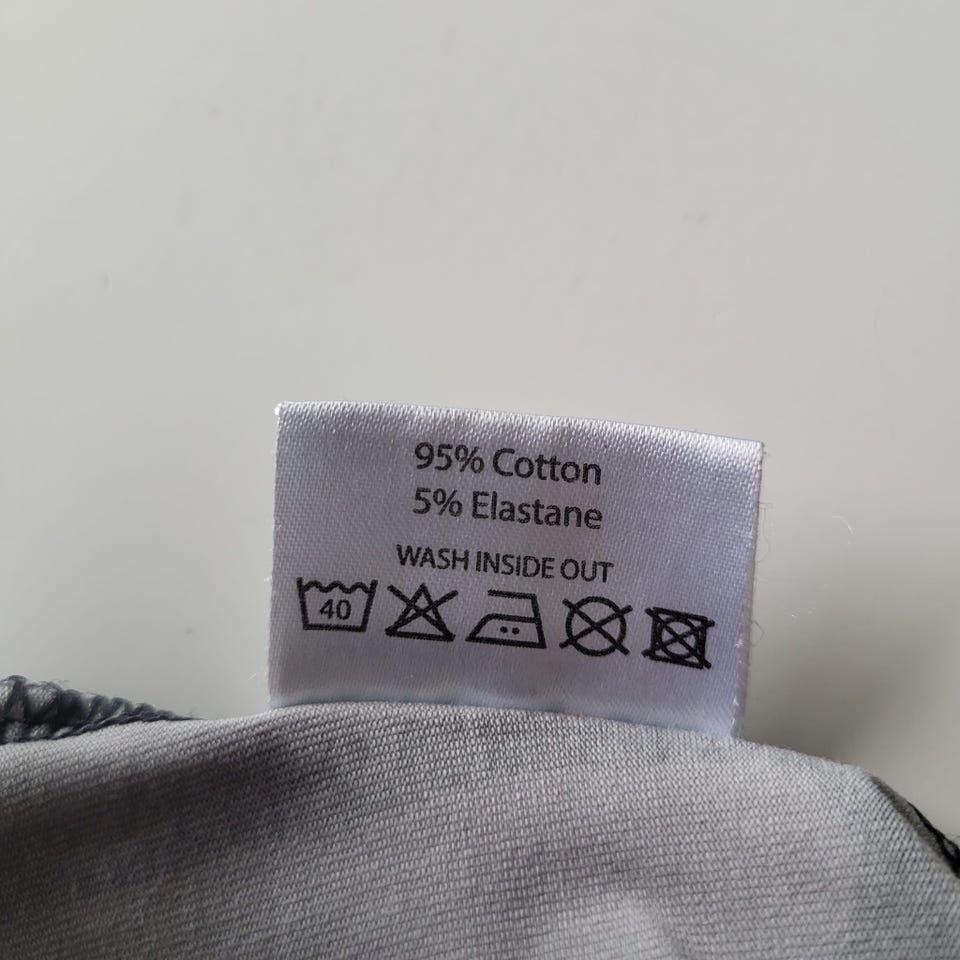 95% Cotton
5% Elastane
WASH INSIDE OUT
40